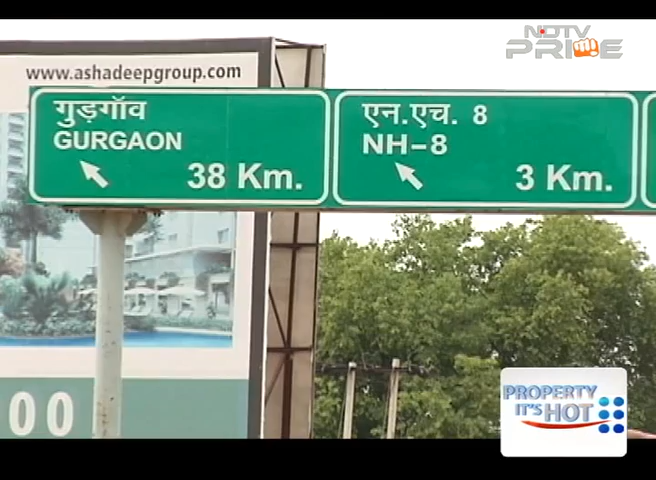 NDTV
PRIME
www.ashadeepgroup.com
गुड़गॉव
GURGAON
38 Km.
एन.एच. 8
NH-8
3 Km.
00
PROPERTY
IT'S HOT